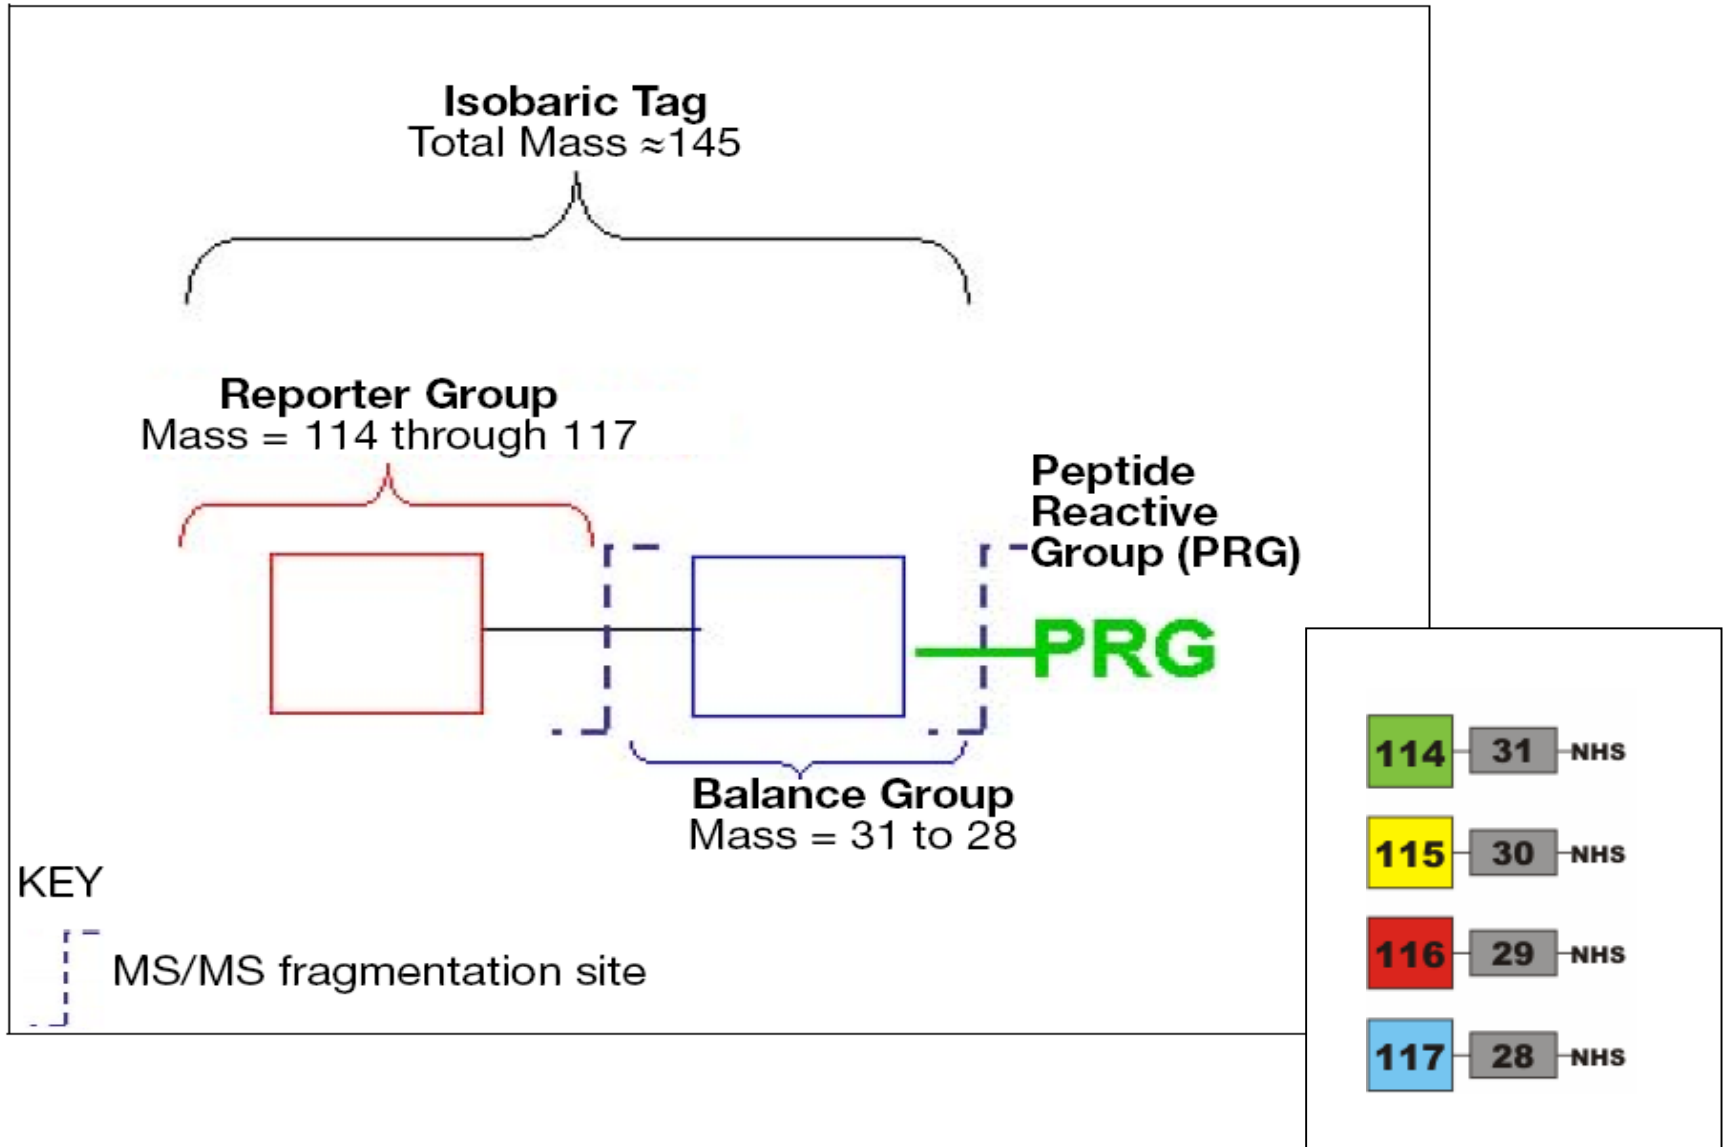 Isobaric Tag
Total Mass ≈145
Reporter Group
Mass = 114 through 117
Peptide
Reactive
Group (PRG)
PRG
Balance Group
Mass = 31 to 28
KEY
MS/MS fragmentation site
114 31 NHS
115 30 NHS
116 29 NHS
117 28 NHS